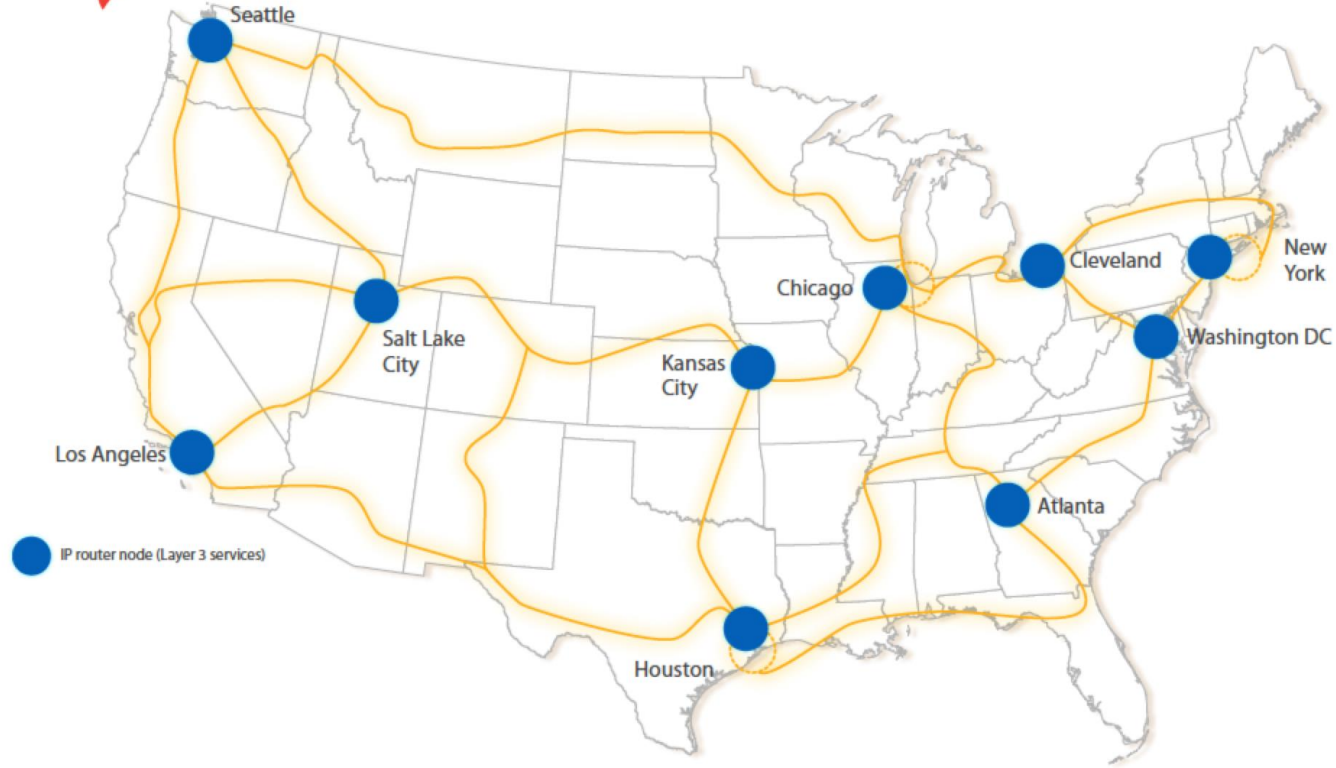 Seattle
New
York
Cleveland
Chicago
Washington DC
Salt Lake
City
Kansas
City
Los Angeles
Atlanta
IP router node (Layer 3 services)
Houston